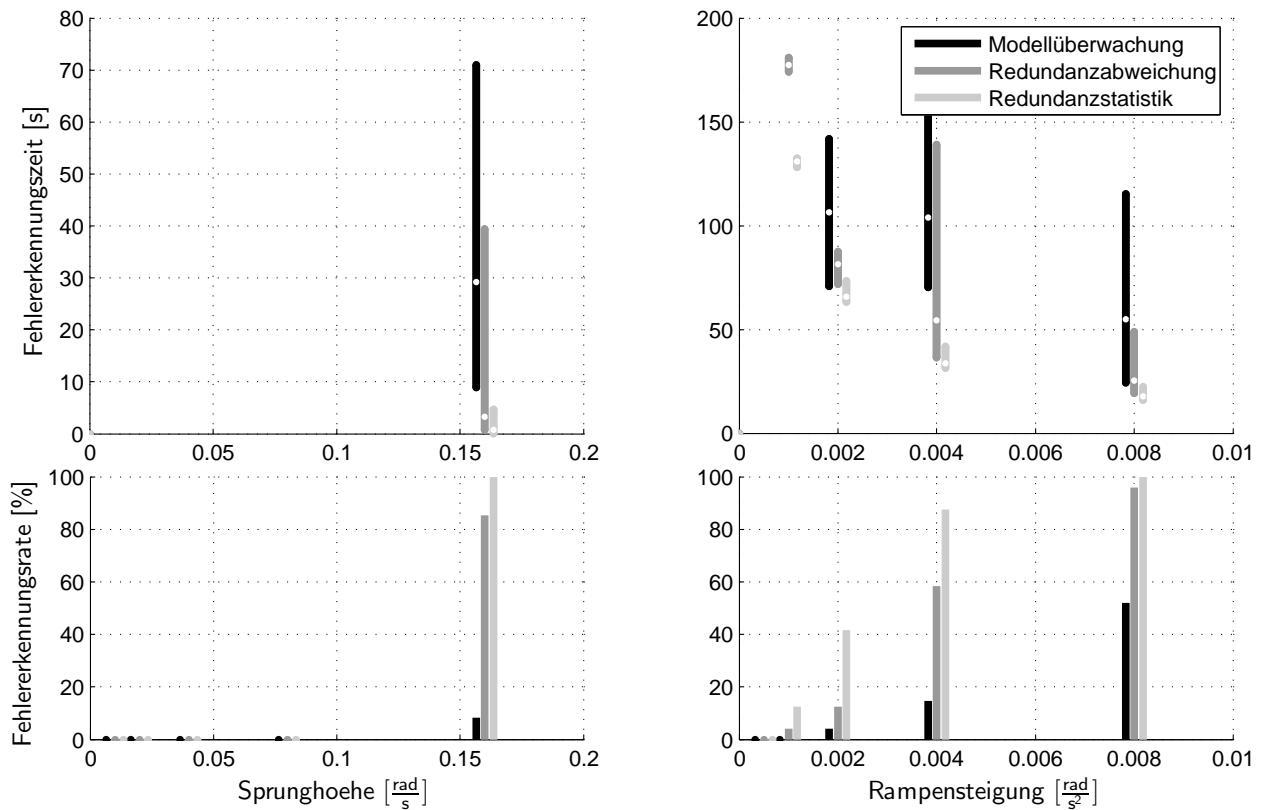 80
70
60
50
40
30
20
10
0
Fehlererkennungszeit [s]
0 0.05 0.1 0.15 0.2
200
150
100
50
0
0 0.002 0.004 0.006 0.008 0.01
Modellüberwachung
Redundanzabweichung
Redundanzstatistik
100
80
60
40
20
0
Fehlererkennungsrate [%]
0 0.05 0.1 0.15 0.2
Sprunghoehe [rad/s]
100
80
60
40
20
0
0 0.002 0.004 0.006 0.008 0.01
Rampensteigung [rad/s²]